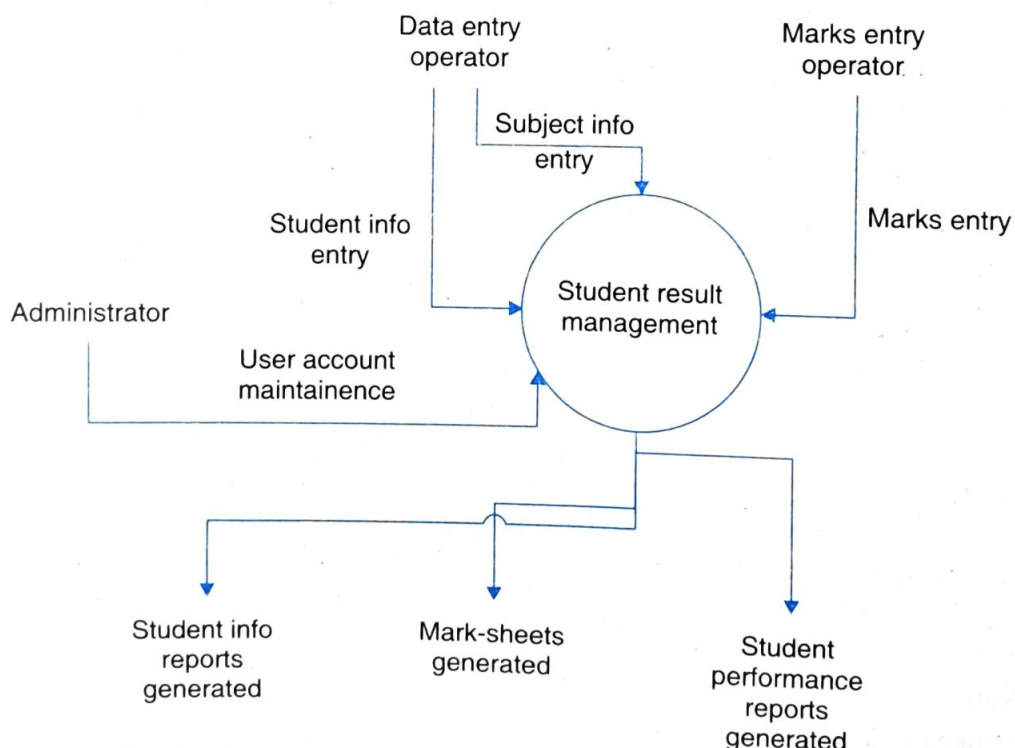 Data entry
operator
Marks entry
operator
Subject info
entry
Student info
entry
Marks entry
Student result
management
Administrator
User account
maintainence
Student info
reports
generated
Mark-sheets
generated
Student
performance
reports
generated